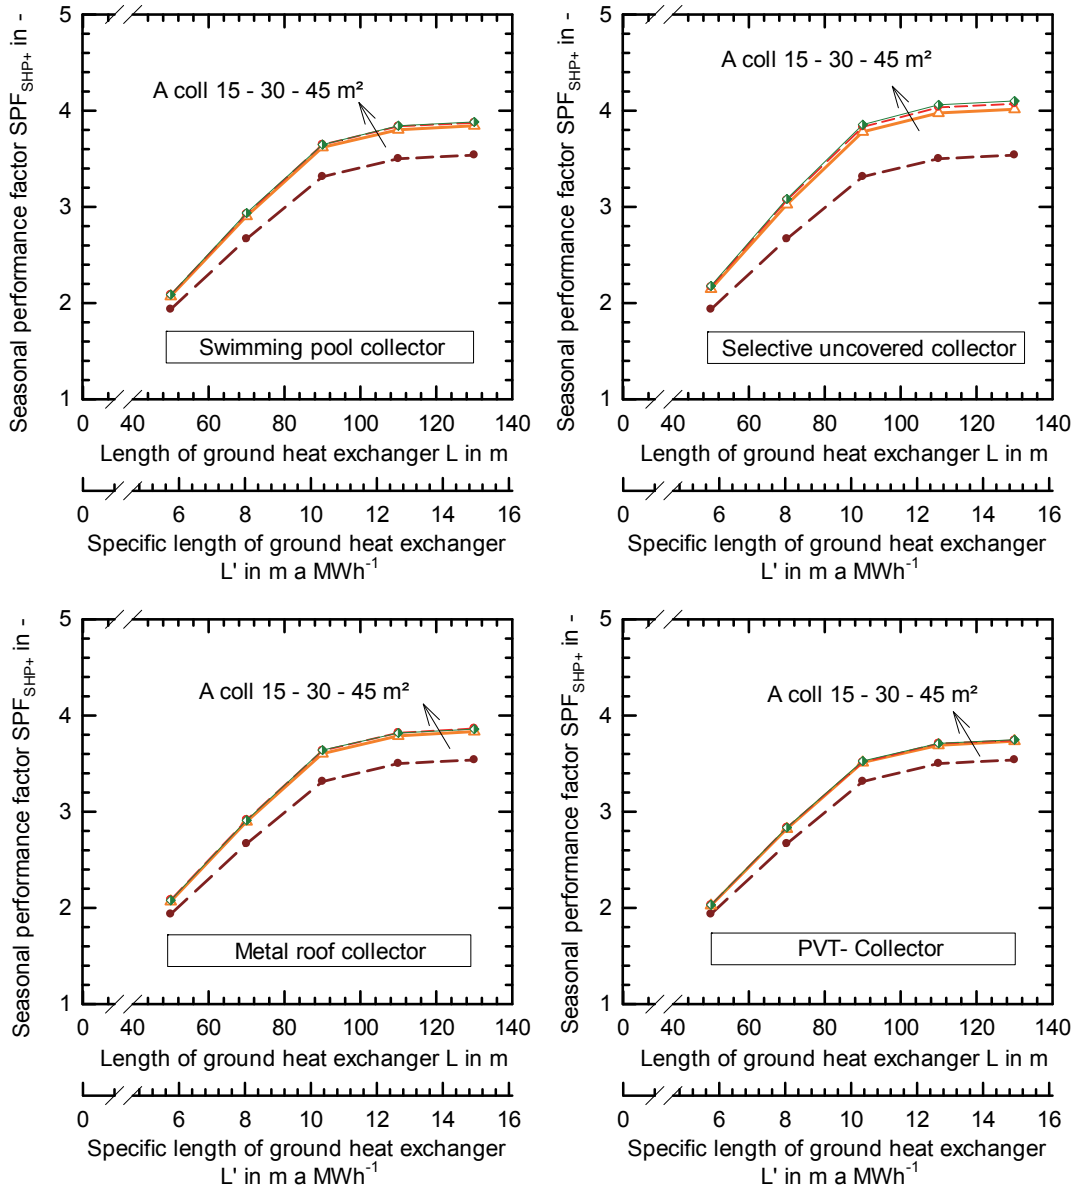 Seasonal performance factor SPF_SHP+ in -
5
4
3
2
1
A coll 15 - 30 - 45 m²
Swimming pool collector
0 40 60 80 100 120 140
Length of ground heat exchanger L in m
0 6 8 10 12 14 16
Specific length of ground heat exchanger
L' in m a MWh⁻¹
Seasonal performance factor SPF_SHP+ in -
5
4
3
2
1
A coll 15 - 30 - 45 m²
Selective uncovered collector
0 40 60 80 100 120 140
Length of ground heat exchanger L in m
0 6 8 10 12 14 16
Specific length of ground heat exchanger
L' in m a MWh⁻¹
Seasonal performance factor SPF_SHP+ in -
5
4
3
2
1
A coll 15 - 30 - 45 m²
Metal roof collector
0 40 60 80 100 120 140
Length of ground heat exchanger L in m
0 6 8 10 12 14 16
Specific length of ground heat exchanger
L' in m a MWh⁻¹
Seasonal performance factor SPF_SHP+ in -
5
4
3
2
1
A coll 15 - 30 - 45 m²
PVT- Collector
0 40 60 80 100 120 140
Length of ground heat exchanger L in m
0 6 8 10 12 14 16
Specific length of ground heat exchanger
L' in m a MWh⁻¹